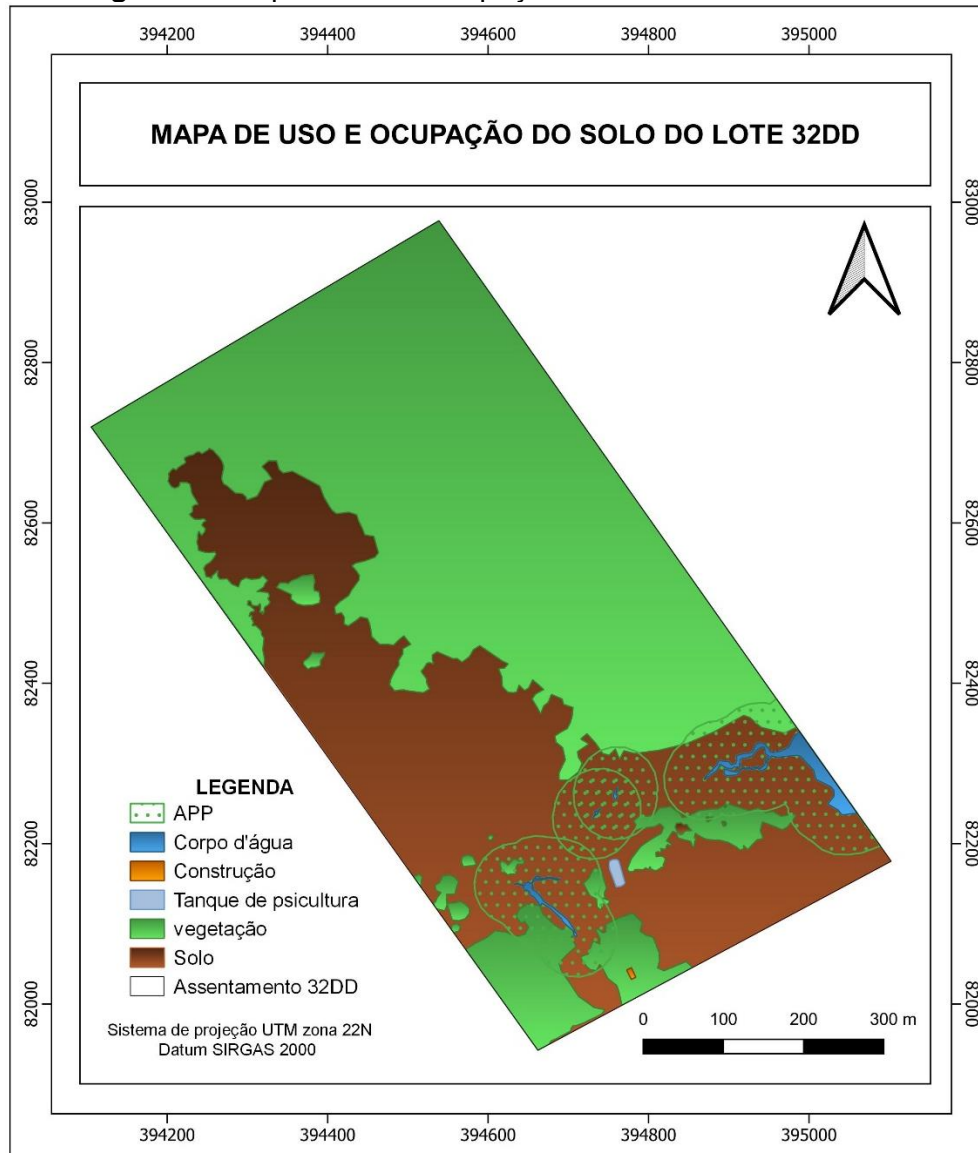 394200 394400 394600 394800 395000
MAPA DE USO E OCUPAÇÃO DO SOLO DO LOTE 32DD
83000 83000
82800 82800
82600 82600
82400 82400
82200 82200
82000 82000
LEGENDA
APP
Corpo d'água
Construção
Tanque de psicultura
vegetação
Solo
Assentamento 32DD
Sistema de projeção UTM zona 22N
Datum SIRGAS 2000
0 100 200 300 m
394200 394400 394600 394800 395000